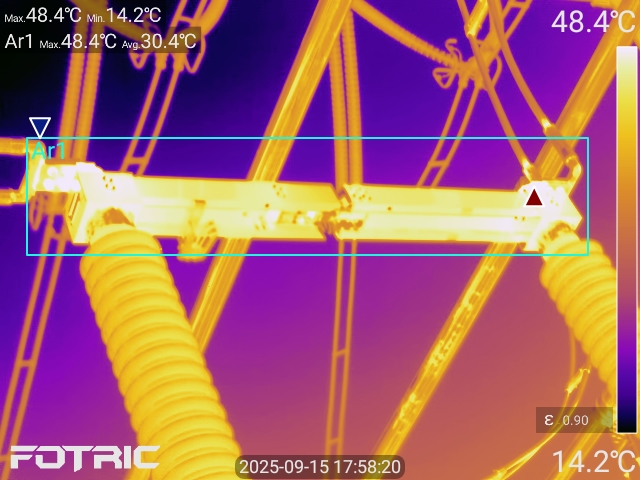 Max.48.4℃ Min.14.2℃
48.4℃
Ar1 Max.48.4℃ Avg.30.4℃
Ar1
ε 0.90
FOTRIC
2025-09-15 17:58:20
14.2℃